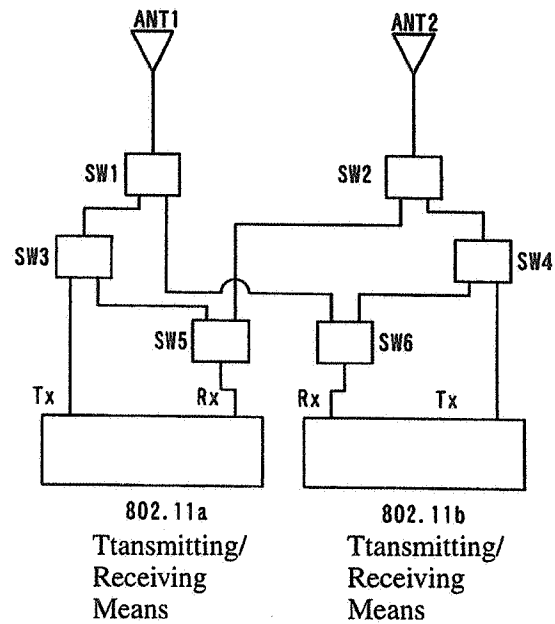 ANT1
ANT2
SW1
SW2
SW3
SW4
SW5
SW6
Tx
Rx
Rx
Tx
802.11a
Ttansmitting/
Receiving
Means
802.11b
Ttansmitting/
Receiving
Means